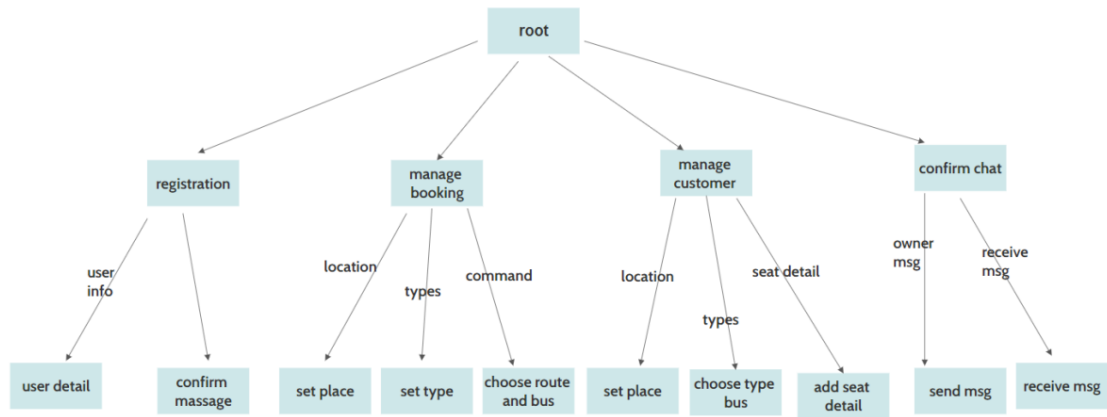 root
registration
manage
booking
manage
customer
confirm chat
user
info
location
types
command
location
types
seat detail
owner
msg
receive
msg
user detail
confirm
massage
set place
set type
choose route
and bus
set place
choose type
bus
add seat
detail
send msg
receive msg